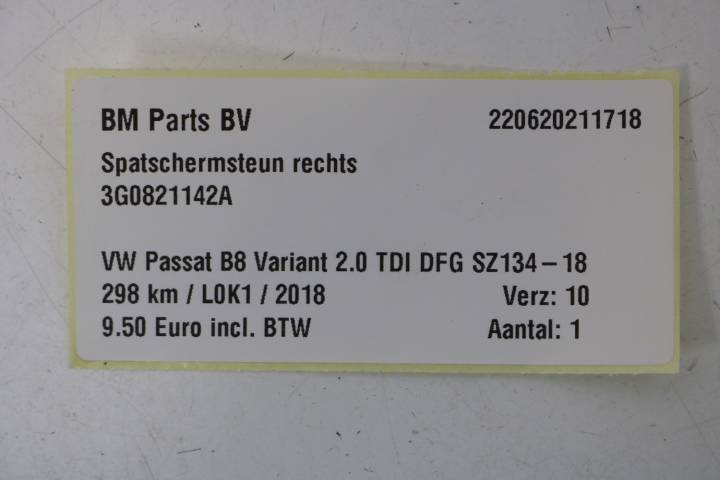 BM Parts BV 220620211718
Spatschermsteun rechts
3G0821142A
VW Passat B8 Variant 2.0 TDI DFG SZ134-18
298 km / L0K1 / 2018 Verz: 10
9.50 Euro incl. BTW Aantal: 1